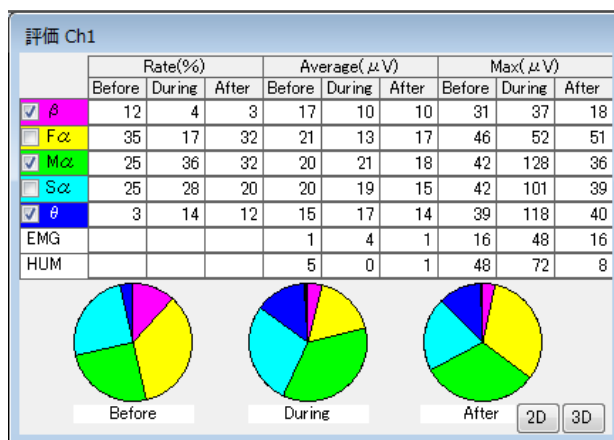 評価 Ch1
Rate(%) Average(μV) Max(μV)
Before During After Before During After Before During After
β 12 4 3 17 10 10 31 37 18
Fα 35 17 32 21 13 17 46 52 51
Mα 25 36 32 20 21 18 42 128 36
Sα 25 28 20 20 19 15 42 101 39
θ 3 14 12 15 17 14 39 118 40
EMG 1 4 1 16 48 16
HUM 5 0 1 48 72 8
Before During After 2D 3D